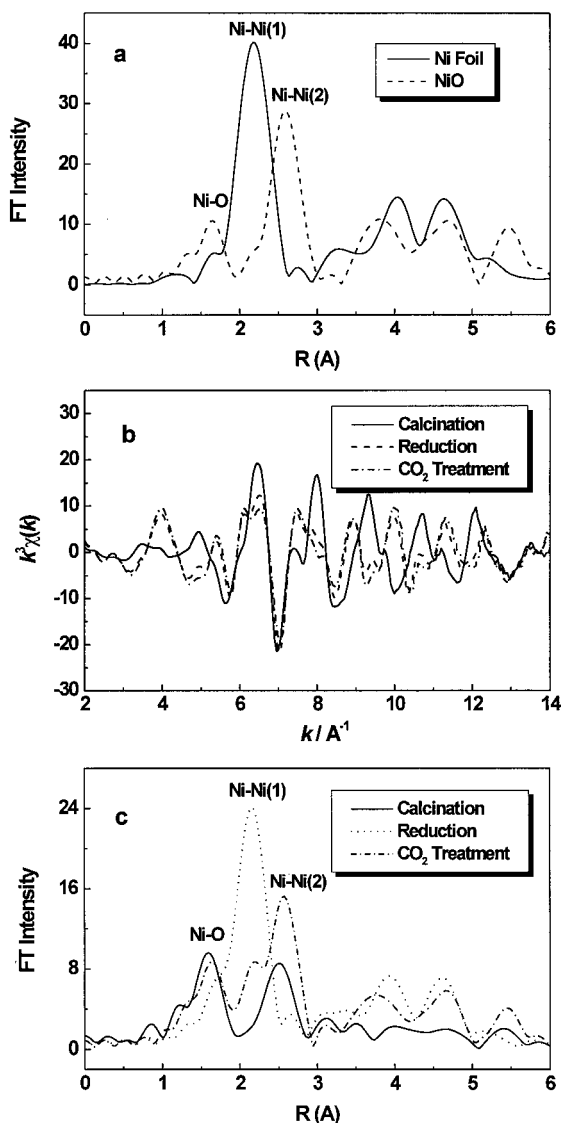 a
Ni-Ni(1)
Ni-Ni(2)
Ni-O
Ni Foil
NiO
FT Intensity
40
30
20
10
0
0 1 2 3 4 5 6
R (A)
b
Calcination
Reduction
CO₂ Treatment
k³χ(k)
30
20
10
0
-10
-20
-30
2 4 6 8 10 12 14
k / A⁻¹
c
Ni-Ni(1)
Ni-Ni(2)
Ni-O
Calcination
Reduction
CO₂ Treatment
FT Intensity
24
16
8
0
0 1 2 3 4 5 6
R (A)